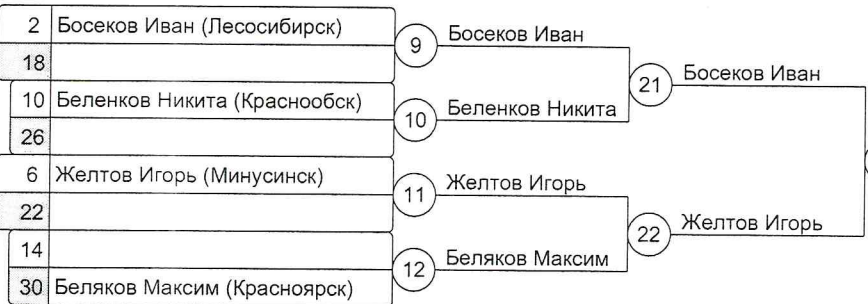 2 Босеков Иван (Лесосибирск)
18
10 Беленков Никита (Краснообск)
26
6 Желтов Игорь (Минусинск)
22
14
30 Беляков Максим (Красноярск)
9 Босеков Иван
10 Беленков Никита
11 Желтов Игорь
12 Беляков Максим
21 Босеков Иван
22 Желтов Игорь